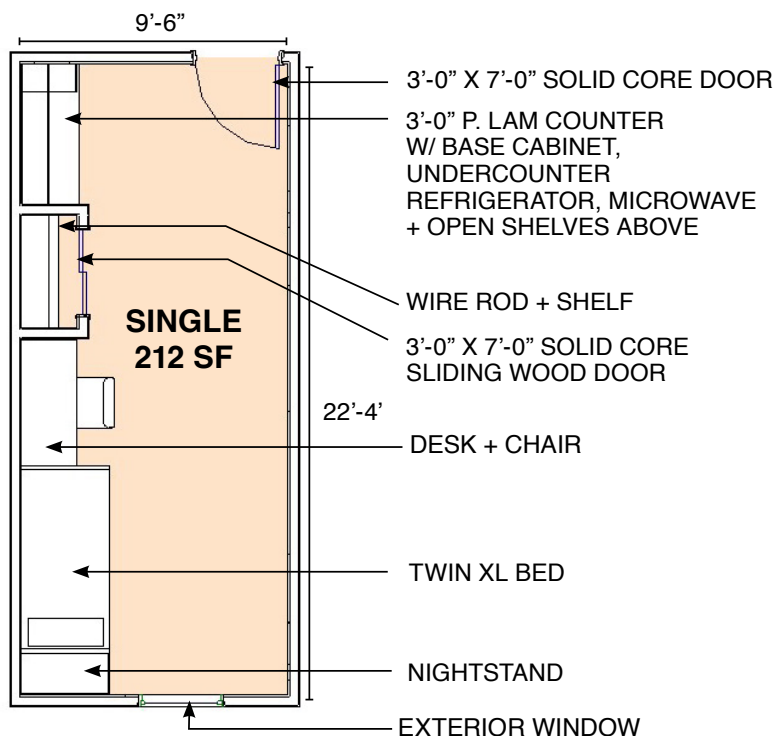 9’-6”
3’-0” X 7’-0” SOLID CORE DOOR
3’-0” P. LAM COUNTER
W/ BASE CABINET,
UNDERCOUNTER
REFRIGERATOR, MICROWAVE
+ OPEN SHELVES ABOVE
WIRE ROD + SHELF
SINGLE
212 SF
3’-0” X 7’-0” SOLID CORE
SLIDING WOOD DOOR
22’-4’
DESK + CHAIR
TWIN XL BED
NIGHTSTAND
EXTERIOR WINDOW